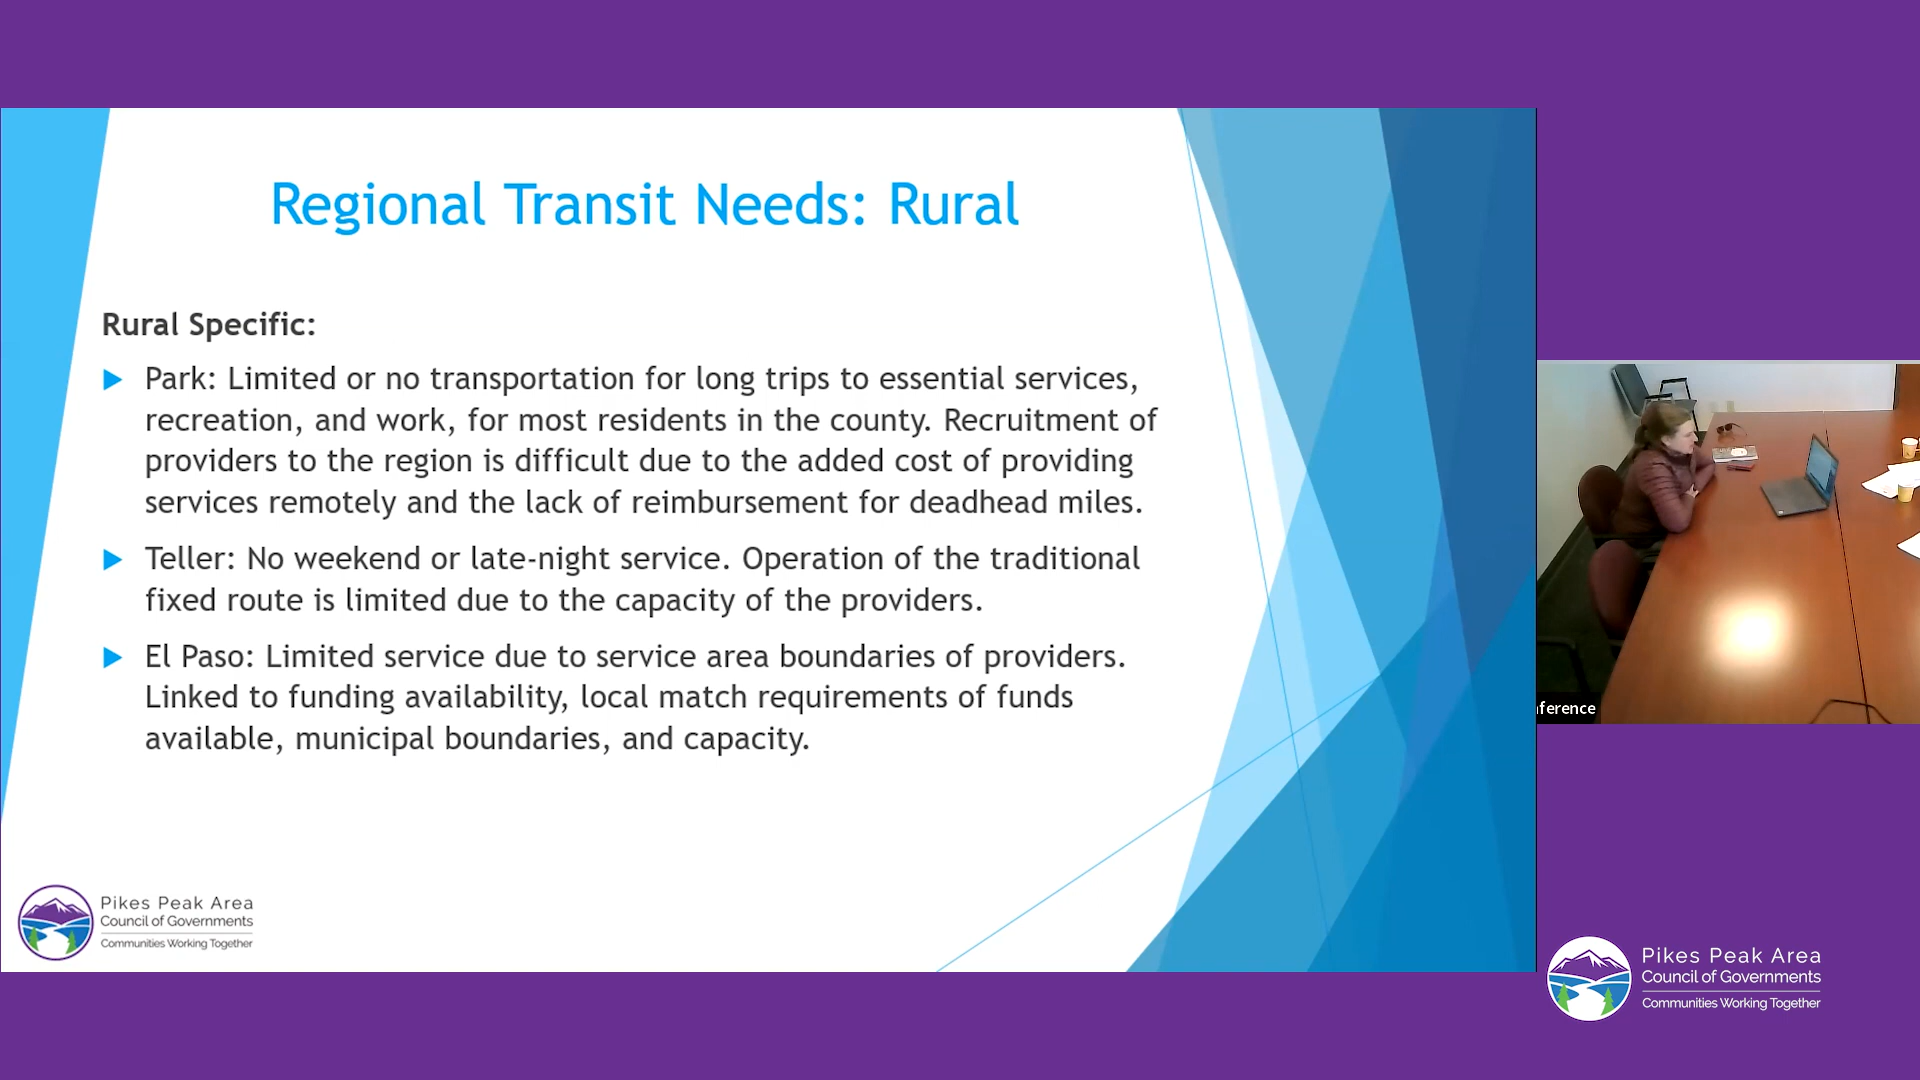 Regional Transit Needs: Rural
Rural Specific:
Park: Limited or no transportation for long trips to essential services,
recreation, and work, for most residents in the county. Recruitment of
providers to the region is difficult due to the added cost of providing
services remotely and the lack of reimbursement for deadhead miles.
Teller: No weekend or late-night service. Operation of the traditional
fixed route is limited due to the capacity of the providers.
El Paso: Limited service due to service area boundaries of providers.
Linked to funding availability, local match requirements of funds
available, municipal boundaries, and capacity.
Pikes Peak Area
Council of Governments
Communities Working Together
ference
Pikes Peak Area
Council of Governments
Communities Working Together